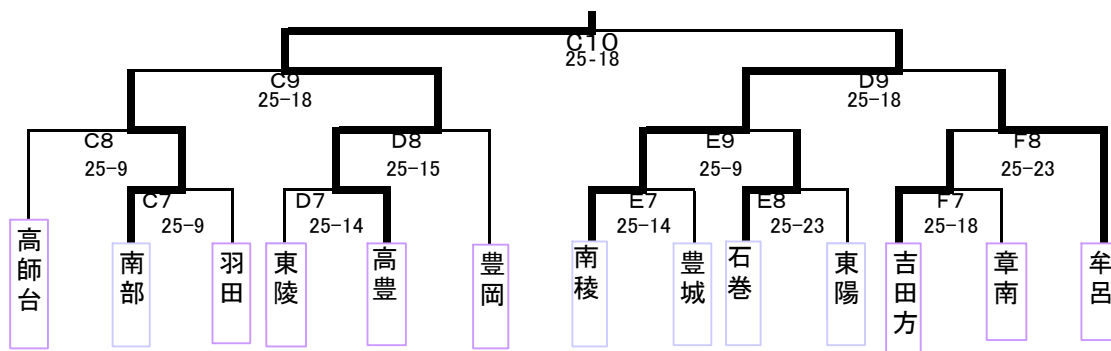 C10
25-18
C9
25-18
D9
25-18
C8
25-9
D8
25-15
E9
25-9
F8
25-23
C7
25-9
D7
25-14
E7
25-14
E8
25-23
F7
25-18
高師台
南部
羽田
東陵
高豊
豊岡
南稜
豊城
石巻
東陽
吉田方
章南
牟呂